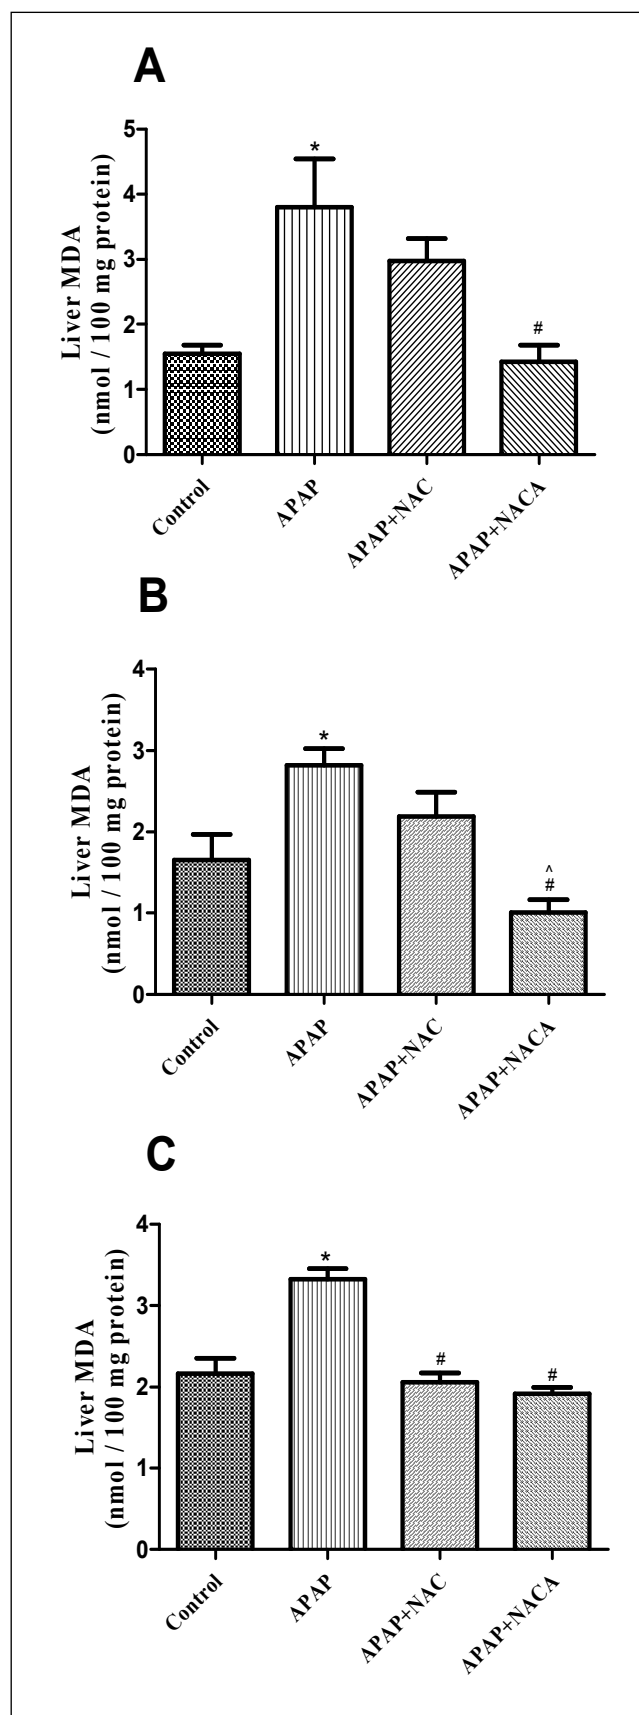 A
Liver MDA
(nmol / 100 mg protein)
5
4
3
2
1
0
*
#
Control
APAP
APAP+NAC
APAP+NACA
B
Liver MDA
(nmol / 100 mg protein)
4
3
2
1
0
*
^
#
Control
APAP
APAP+NAC
APAP+NACA
C
Liver MDA
(nmol / 100 mg protein)
4
3
2
1
0
*
#
#
Control
APAP
APAP+NAC
APAP+NACA